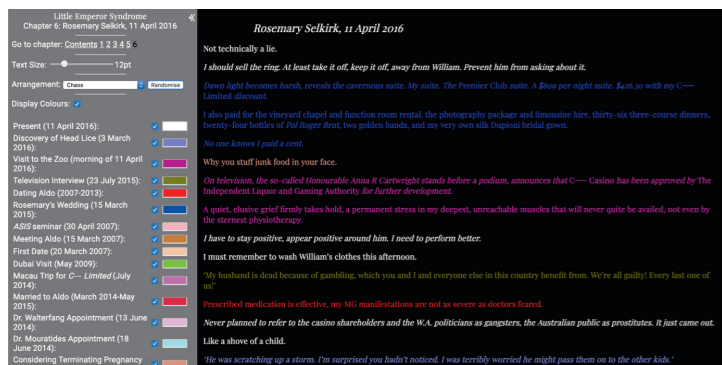 Little Emperor Syndrome
Chapter 6: Rosemary Selkirk, 11 April 2016
«
Go to chapter: Contents 1 2 3 4 5 6
Text Size: 12pt
Arrangement: Chaos Randomise
Display Colours:
Present (11 April 2016):
Discovery of Head Lice (3 March
2016):
Visit to the Zoo (morning of 11 April
2016):
Television Interview (23 July 2015):
Dating Aldo (2007-2013):
Rosemary's Wedding (15 March
2015):
ASIS seminar (30 April 2007):
Meeting Aldo (15 March 2007):
First Date (20 March 2007):
Dubai Visit (May 2009):
Macau Trip for C— Limited (July
2014):
Married to Aldo (March 2014-May
2015):
Dr. Walterfang Appointment (13 June
2014):
Dr. Mouratides Appointment (18
June 2014):
Considering Terminating Pregnancy
Rosemary Selkirk, 11 April 2016
Not technically a lie.
I should sell the ring. At least take it off, keep it off, keep it off, away from William. Prevent him from asking about it.
Dawn light becomes harsh, reveals the cavernous suite. My suite. The Premier Club suite. A $609 per night suite. $426.30 with my C—
Limited discount.
I also paid for the vineyard chapel and function room rental, the photography package and limousine hire, thirty-six three-course dinners,
twenty-four bottles of Pol Roger Brut, two golden bands, and my very own silk Dupioni bridal gown.
No one knows I paid a cent.
Why you stuff junk food in your face.
On television, the so-called Honourable Anna R Cartwright stands before a podium, announces that C— Casino has been approved by The
Independent Liquor and Gaming Authority for further development.
A quiet, elusive grief firmly takes hold, a permanent stress in my deepest, unreachable muscles that will never quite be availed, not even by
the sternest physiotherapy.
I have to stay positive, appear positive around him. I need to perform better.
I must remember to wash William's clothes this afternoon.
'My husband is dead because of gambling, which you and I and everyone else in this country benefit from. We're all guilty! Every last one of
us!'
Prescribed medication is effective, my MG manifestations are not as severe as doctors feared.
Never planned to refer to the casino shareholders and the W.A. politicians as gangsters, the Australian public as prostitutes. It just came out.
Like a shove of a child.
'He was scratching up a storm. I'm surprised you hadn't noticed. I was terribly worried he might pass them on to the other kids.'